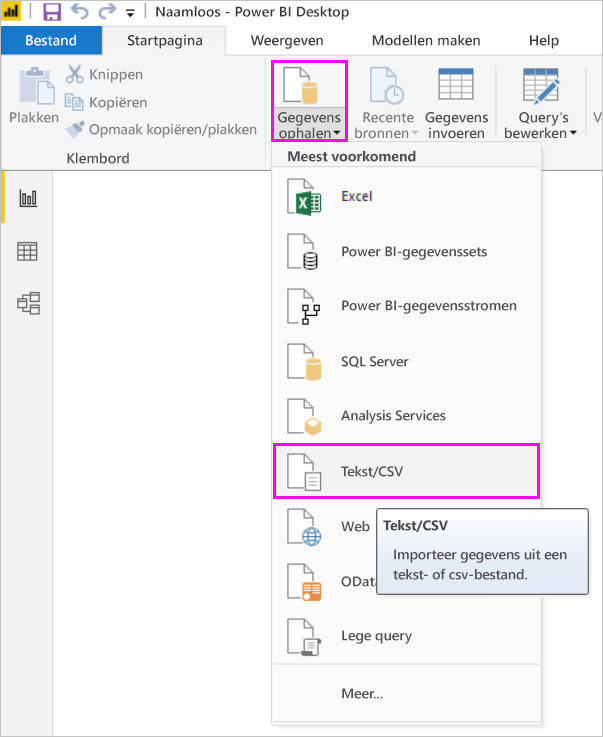 Naamloos - Power BI Desktop
Bestand Startpagina Weergeven Modellen maken Help
Plakken
Knippen
Kopiëren
Opmaak kopiëren/plakken
Klembord
Gegevens
ophalen
Recente
bronnen
Gegevens
invoeren
Query's
bewerken
V
Meest voorkomend
Excel
Power BI-gegevenssets
Power BI-gegevensstromen
SQL Server
Analysis Services
Tekst/CSV
Web
Tekst/CSV
Importeer gegevens uit een
tekst- of csv-bestand.
OData
Lege query
Meer...